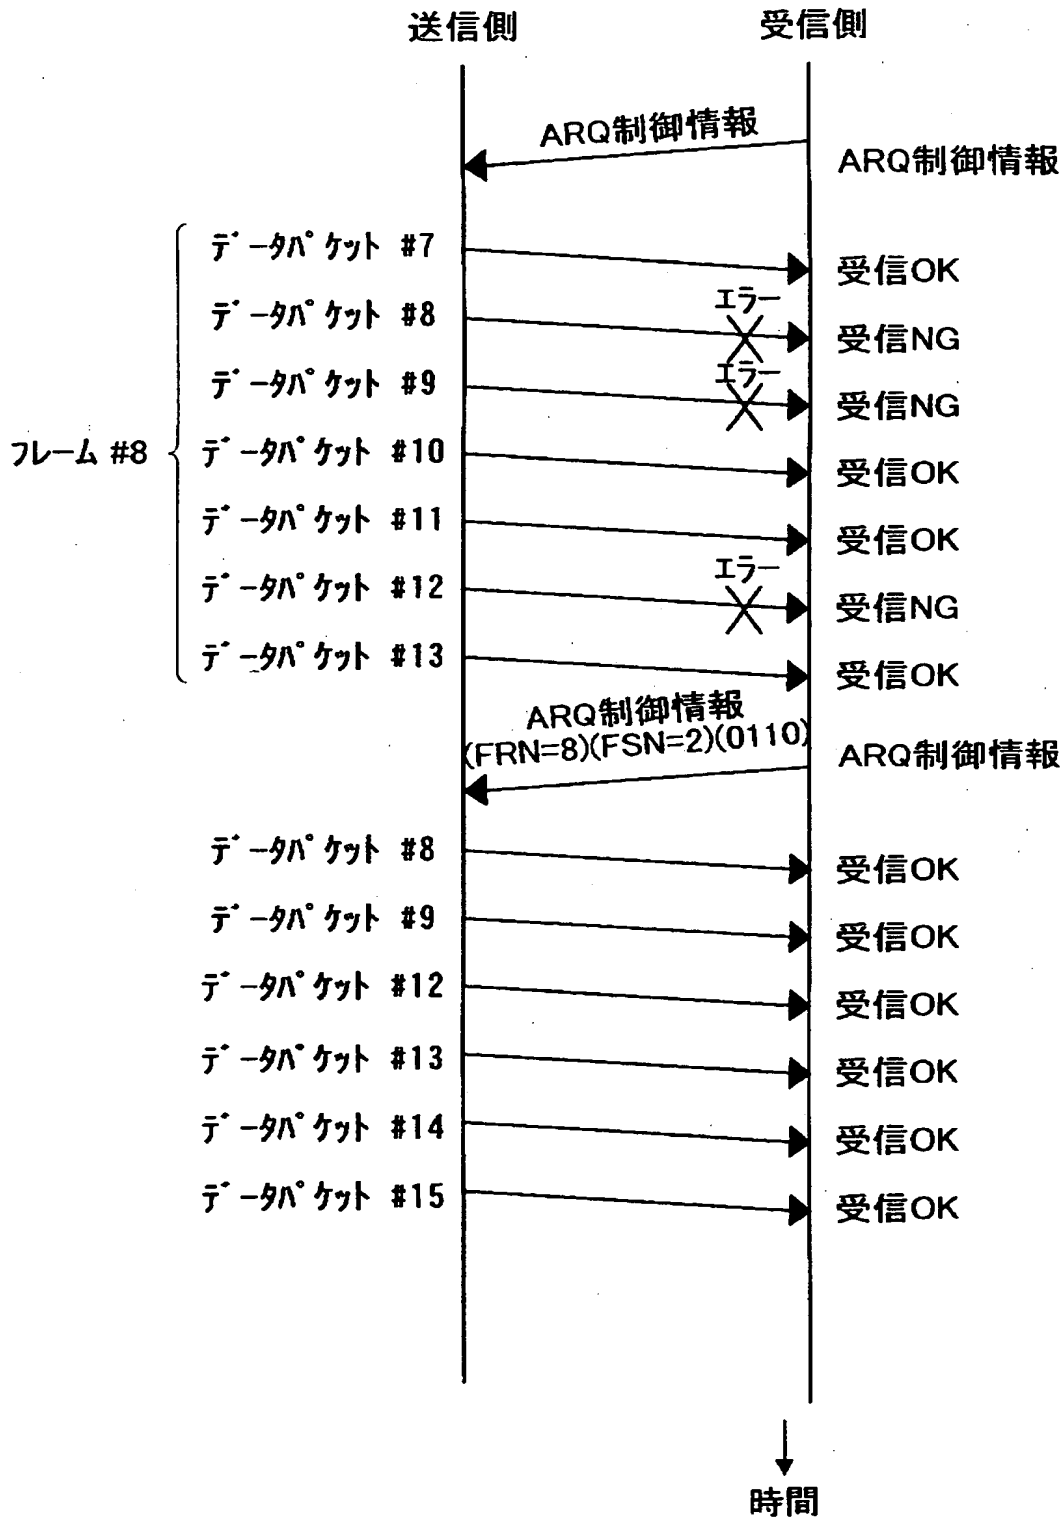 送信側 受信側
ARQ制御情報
ARQ制御情報
データパケット #7 受信OK
エラー
データパケット #8 受信NG
エラー
データパケット #9 受信NG
フレーム #8 データパケット #10 受信OK
データパケット #11 受信OK
エラー
データパケット #12 受信NG
データパケット #13 受信OK
ARQ制御情報
(FRN=8)(FSN=2)(0110) ARQ制御情報
データパケット #8 受信OK
データパケット #9 受信OK
データパケット #12 受信OK
データパケット #13 受信OK
データパケット #14 受信OK
データパケット #15 受信OK
時間